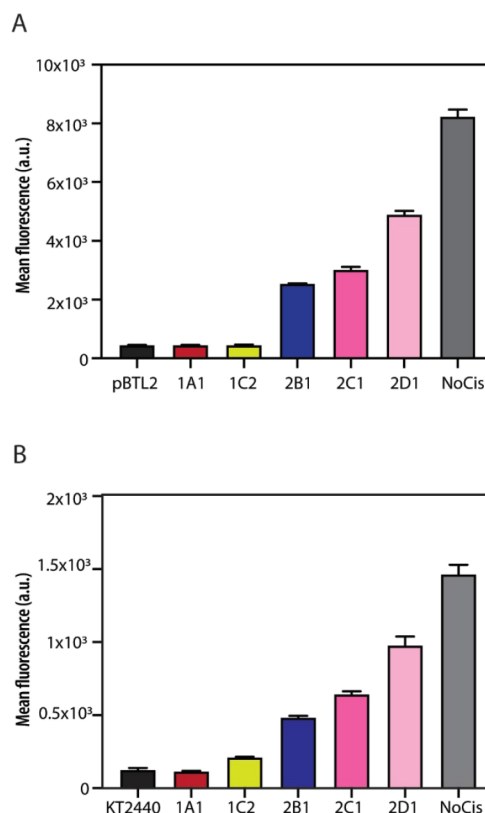 A
Mean fluorescence (a.u.)
10x10³
8x10³
6x10³
4x10³
2x10³
0
pBTL2 1A1 1C2 2B1 2C1 2D1 NoCis
B
Mean fluorescence (a.u.)
2x10³
1.5x10³
1x10³
0.5x10³
0
KT2440 1A1 1C2 2B1 2C1 2D1 NoCis